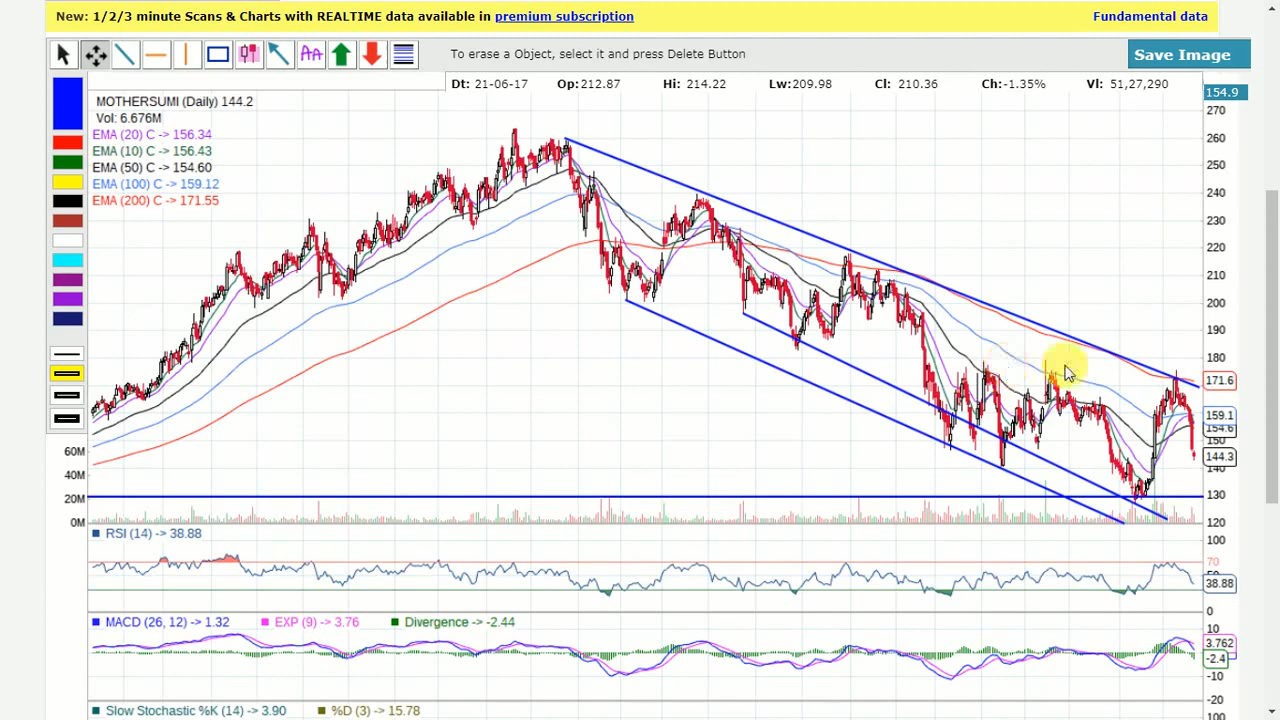 New: 1/2/3 minute Scans & Charts with REALTIME data available in premium subscription
Fundamental data
To erase a Object, select it and press Delete Button
Save Image
Dt: 21-06-17 Op:212.87 Hi: 214.22 Lw:209.98 Cl: 210.36 Ch:-1.35% Vl: 51,27,290
154.9
MOTHERSUMI (Daily) 144.2
Vol: 6.676M
EMA (20) C -> 156.34
EMA (10) C -> 156.43
EMA (50) C -> 154.60
EMA (100) C -> 159.12
EMA (200) C -> 171.55
270
260
250
240
230
220
210
200
190
180
171.6
159.1
154.6
150
144.3
140
130
120
60M
40M
20M
0M
RSI (14) -> 38.88
100
70
38.88
0
MACD (26, 12) -> 1.32 EXP (9) -> 3.76 Divergence -> -2.44
10
3.762
-2.4
-10
-20
Slow Stochastic %K (14) -> 3.90 %D (3) -> 15.78
100